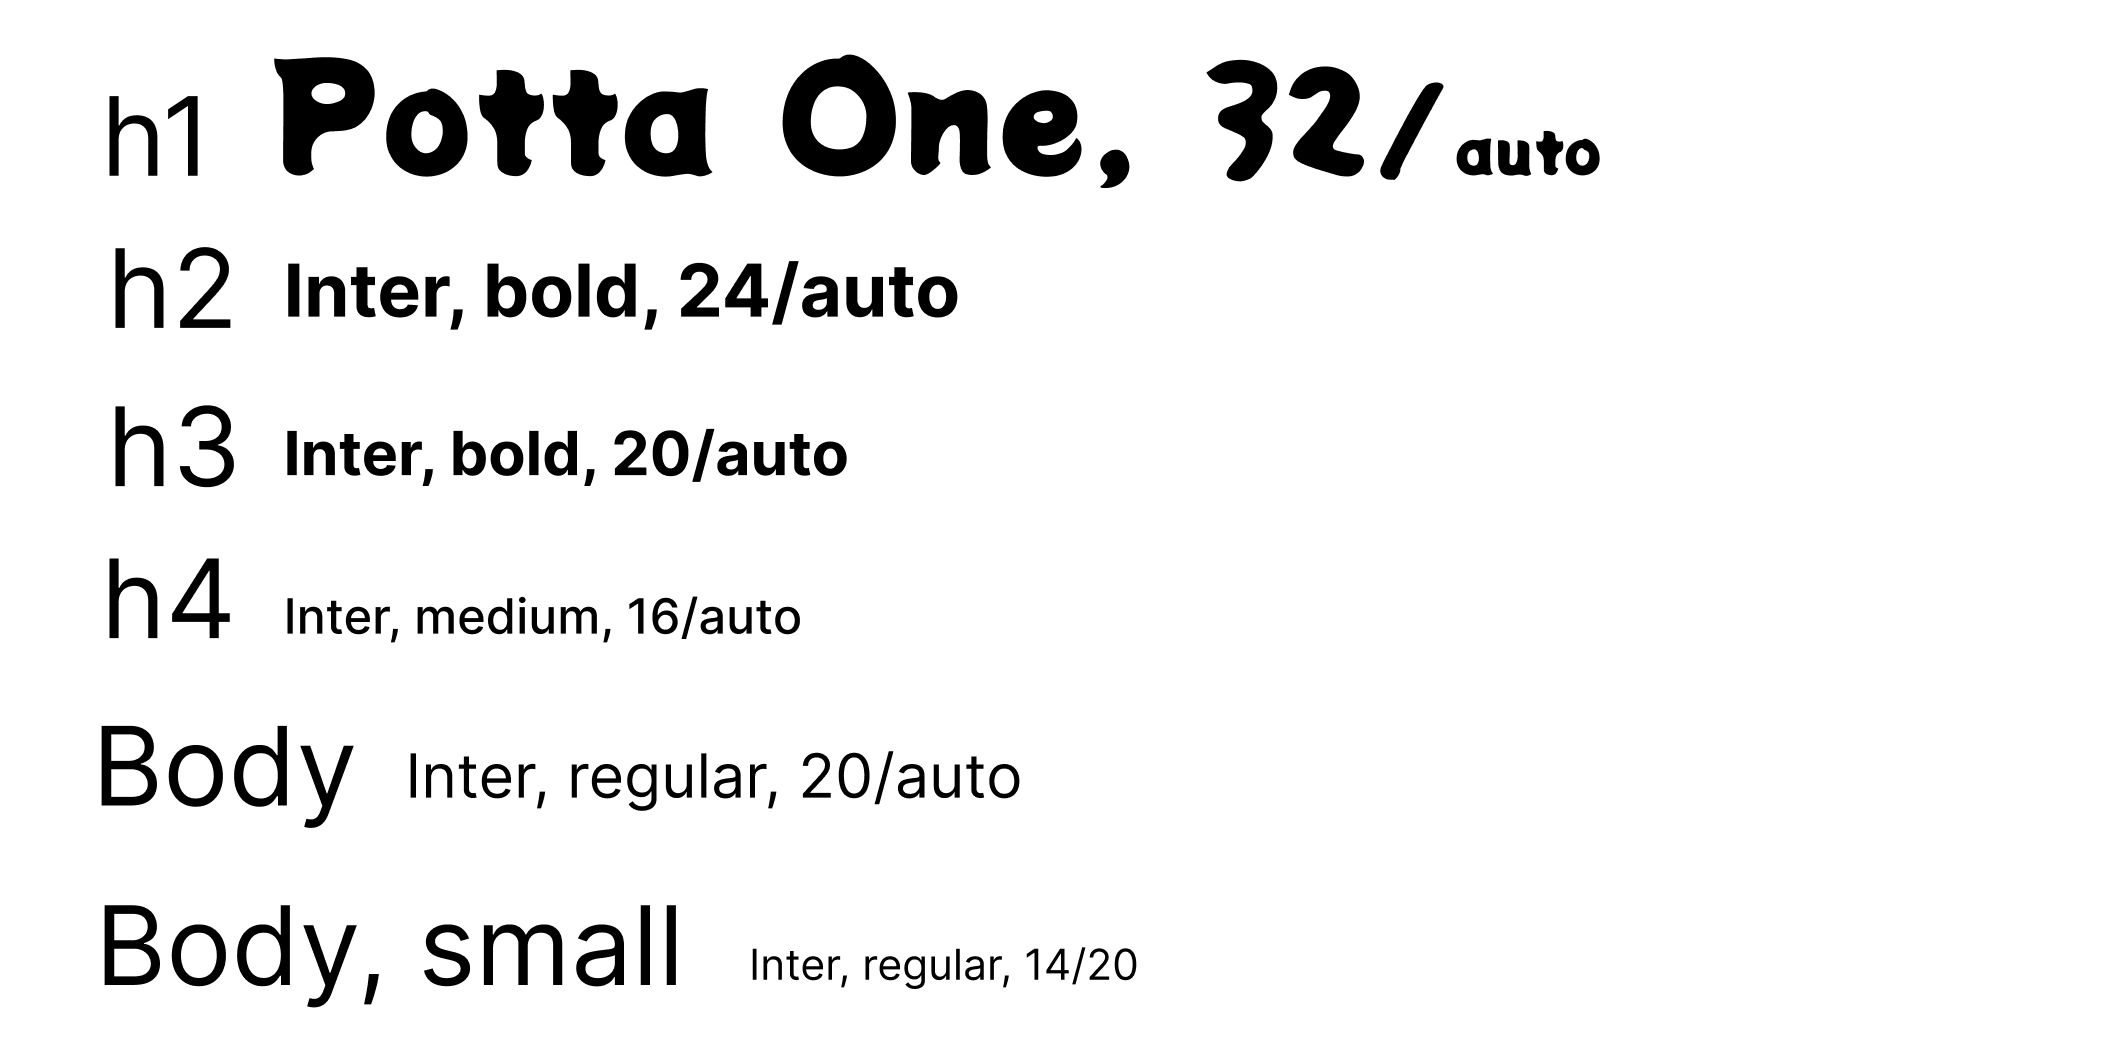 h1 Potta One, 32/auto
h2 Inter, bold, 24/auto
h3 Inter, bold, 20/auto
h4 Inter, medium, 16/auto
Body Inter, regular, 20/auto
Body, small Inter, regular, 14/20